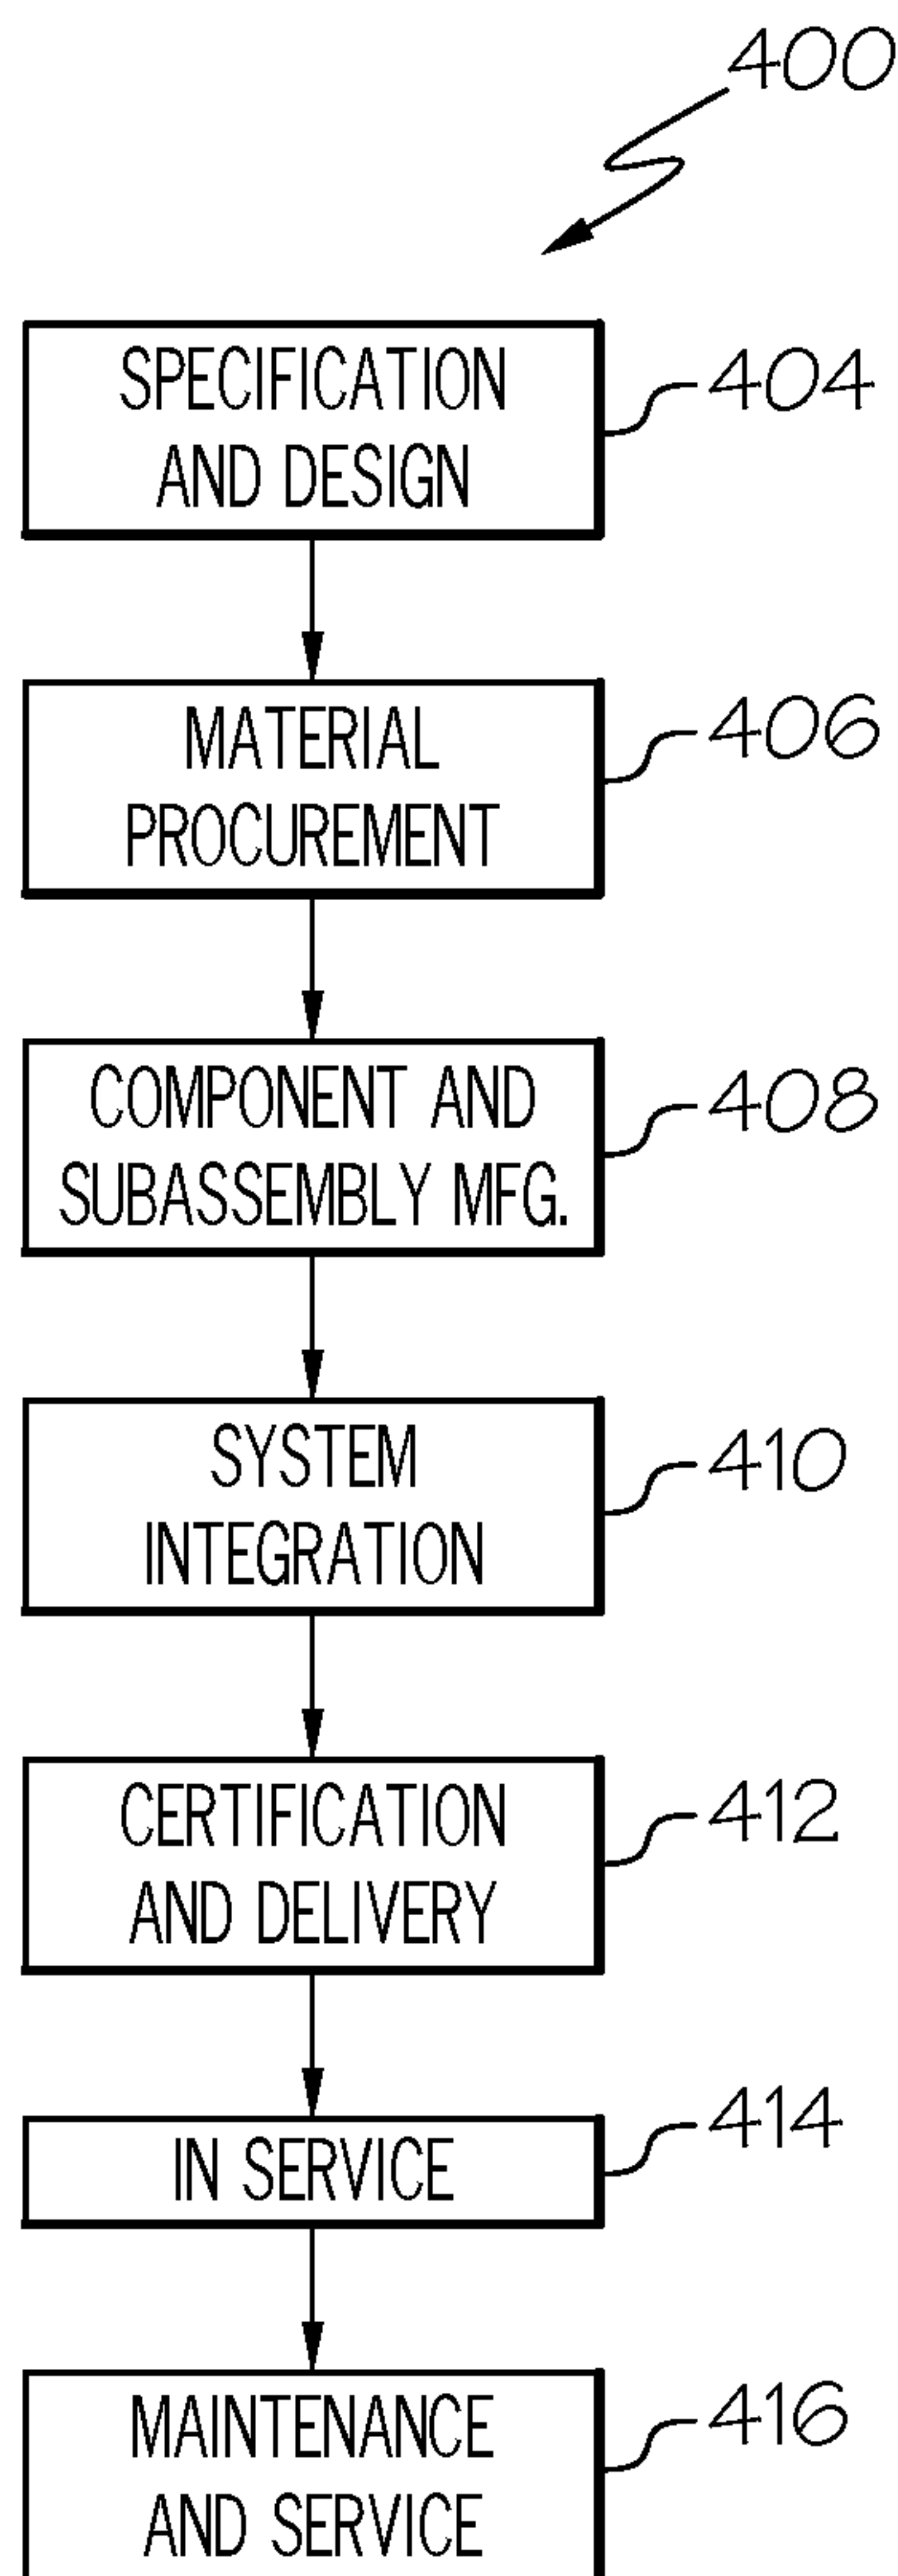 400
SPECIFICATION
AND DESIGN
404
MATERIAL
PROCUREMENT
406
COMPONENT AND
SUBASSEMBLY MFG.
408
SYSTEM
INTEGRATION
410
CERTIFICATION
AND DELIVERY
412
IN SERVICE
414
MAINTENANCE
AND SERVICE
416